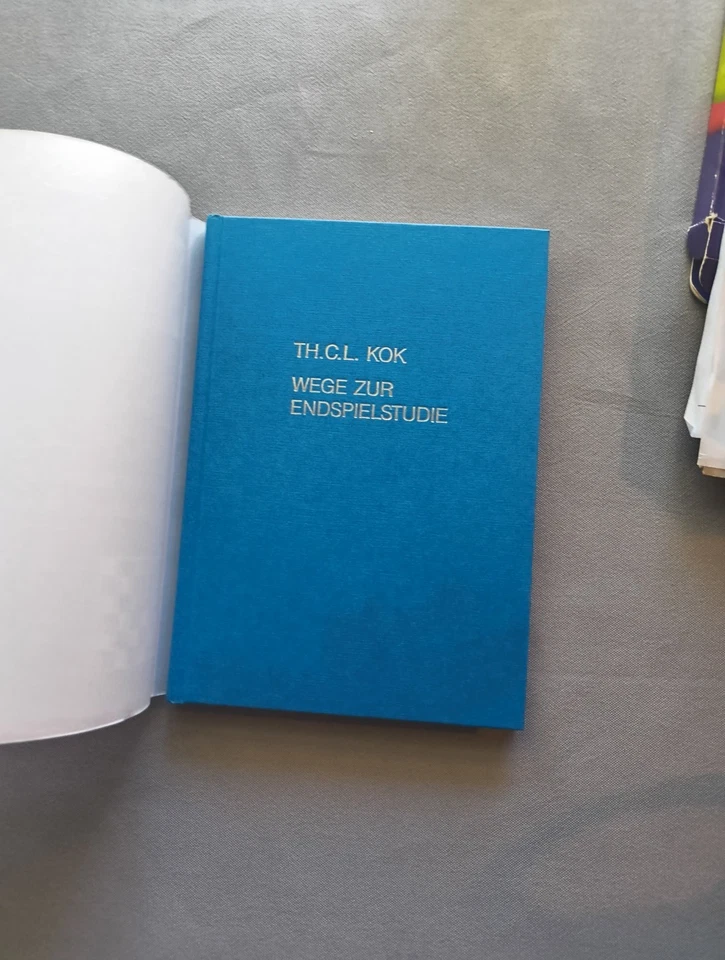 TH.C.L. KOK
WEGE ZUR
ENDSPIELSTUDIE